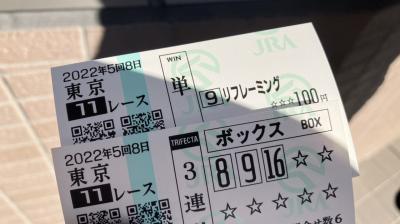 JRA
2022年5回8日
WIN
東京
単
11レース
9リフレーミング
☆☆☆100円
2022年5回8日
TRIFECTA
ボックス BOX
東京
3連
8 9 16 ☆ ☆
11レース
☆ ☆ ☆ ☆